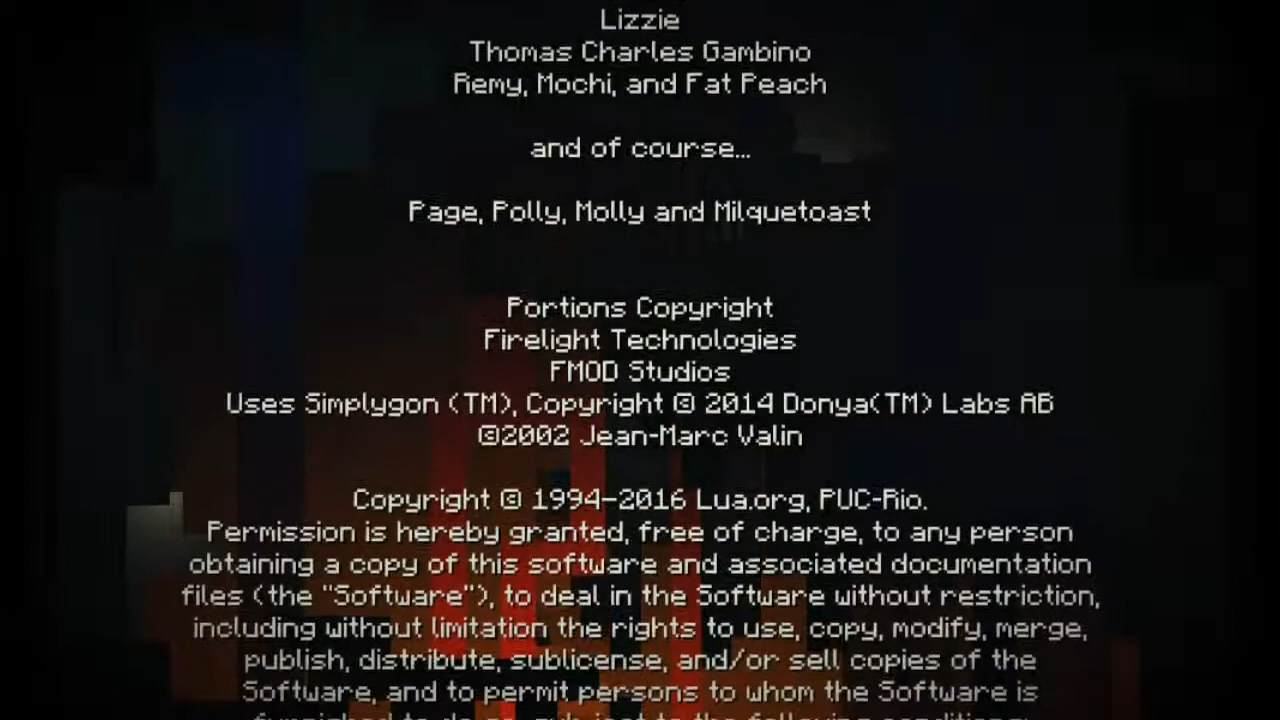 Lizzie
Thomas Charles Gambino
Remy, Mochi, and Fat Peach
and of course...
Page, Polly, Molly and Milquetoast
Portions Copyright
Firelight Technologies
FMOD Studios
Uses Simplygon (TM), Copyright © 2014 Donya(TM) Labs AB
©2002 Jean-Marc Valin
Copyright © 1994–2016 Lua.org, PUC-Rio.
Permission is hereby granted, free of charge, to any person
obtaining a copy of this software and associated documentation
files (the "Software"), to deal in the Software without restriction,
including without limitation the rights to use, copy, modify, merge,
publish, distribute, sublicense, and/or sell copies of the
Software, and to permit persons to whom the Software is